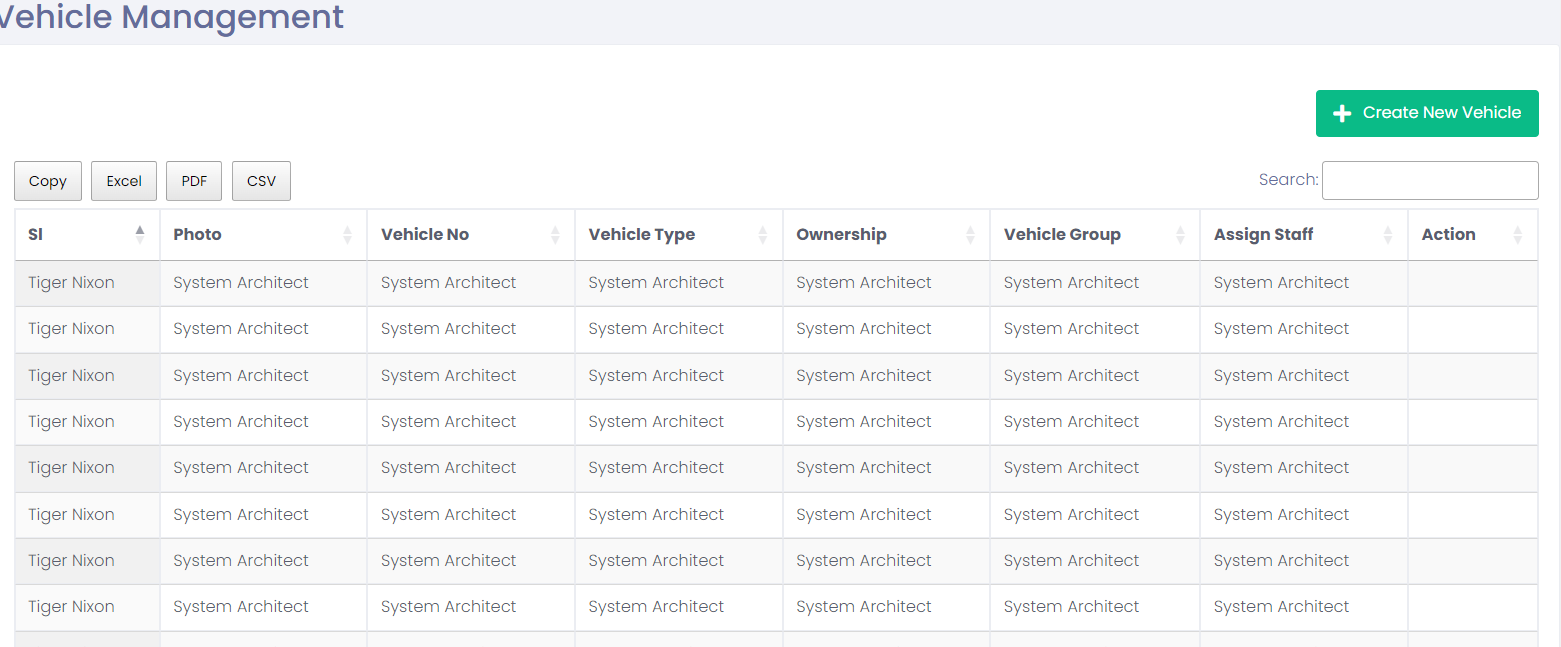 Vehicle Management
Create New Vehicle
Copy Excel PDF CSV Search:
Sl Photo Vehicle No Vehicle Type Ownership Vehicle Group Assign Staff Action
Tiger Nixon System Architect System Architect System Architect System Architect System Architect System Architect
Tiger Nixon System Architect System Architect System Architect System Architect System Architect System Architect
Tiger Nixon System Architect System Architect System Architect System Architect System Architect System Architect
Tiger Nixon System Architect System Architect System Architect System Architect System Architect System Architect
Tiger Nixon System Architect System Architect System Architect System Architect System Architect System Architect
Tiger Nixon System Architect System Architect System Architect System Architect System Architect System Architect
Tiger Nixon System Architect System Architect System Architect System Architect System Architect System Architect
Tiger Nixon System Architect System Architect System Architect System Architect System Architect System Architect